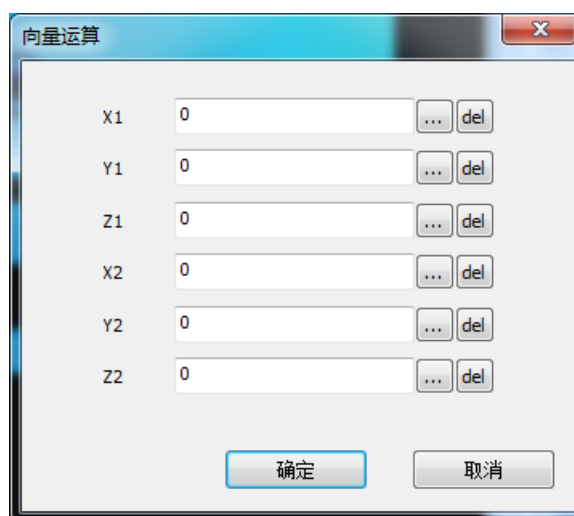 向量运算
X1 0 ... del
Y1 0 ... del
Z1 0 ... del
X2 0 ... del
Y2 0 ... del
Z2 0 ... del
确定 取消